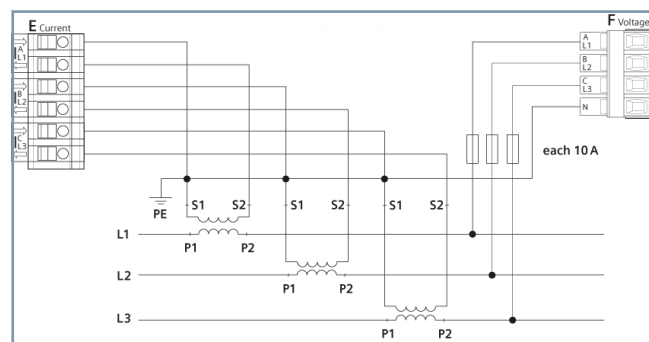 E Current
F Voltage
I A L1
I B L2
I C L3
A L1
B L2
C L3
N
each 10 A
PE
S1 S2 S1 S2 S1 S2
L1
P1 P2
L2
P1 P2
L3
P1 P2